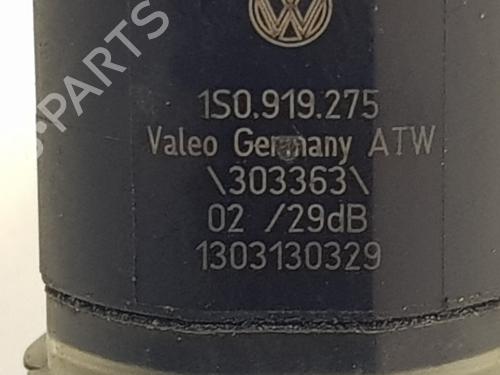 1S0.919.275
Valeo Germany ATW
\303363\
02 /29dB
1303130329
PARTS